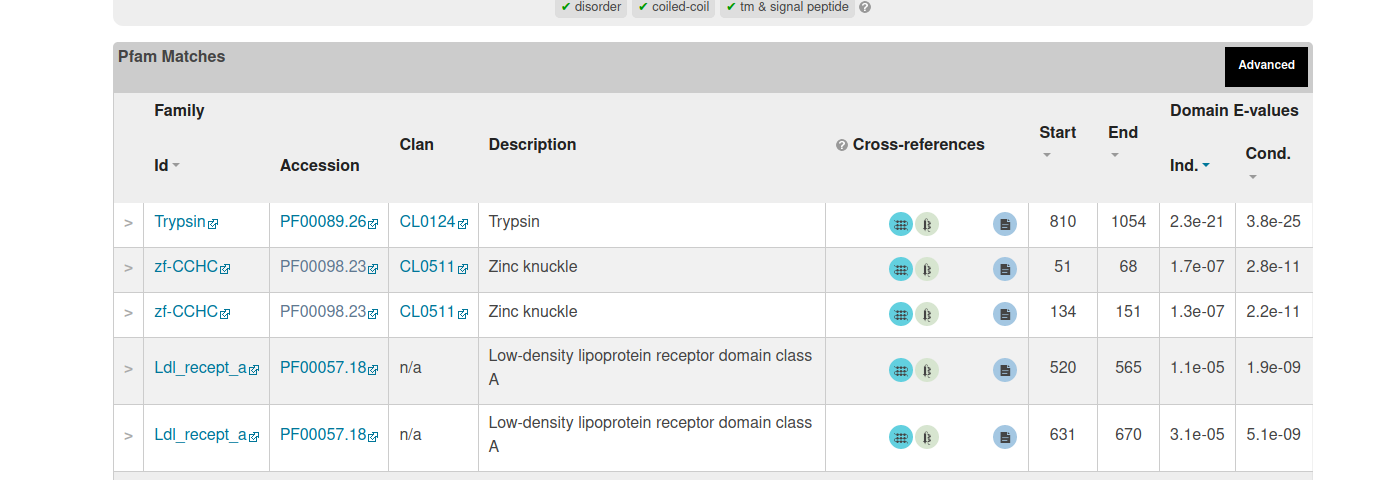 ✔ disorder ✔ coiled-coil ✔ tm & signal peptide ?
Pfam Matches
Advanced
Family Domain E-values
Id Accession Clan Description ? Cross-references Start End Ind. Cond.
> Trypsin PF00089.26 CL0124 Trypsin 810 1054 2.3e-21 3.8e-25
> zf-CCHC PF00098.23 CL0511 Zinc knuckle 51 68 1.7e-07 2.8e-11
> zf-CCHC PF00098.23 CL0511 Zinc knuckle 134 151 1.3e-07 2.2e-11
> Ldl_recept_a PF00057.18 n/a Low-density lipoprotein receptor domain class 520 565 1.1e-05 1.9e-09
A
> Ldl_recept_a PF00057.18 n/a Low-density lipoprotein receptor domain class 631 670 3.1e-05 5.1e-09
A